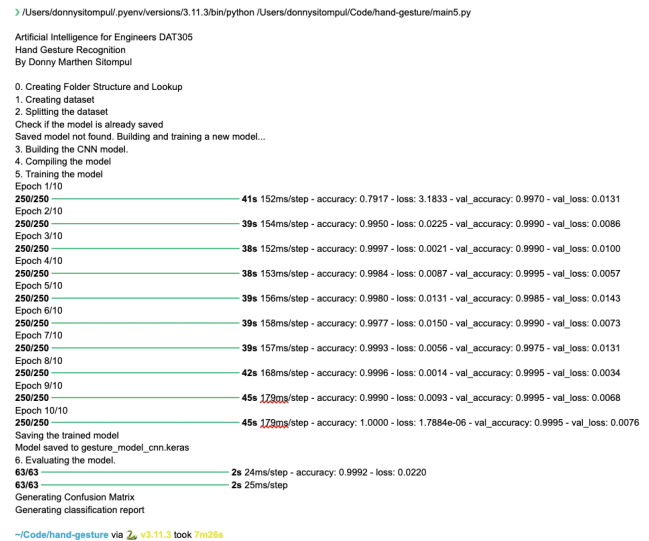 ❯ /Users/donnysitompul/.pyenv/versions/3.11.3/bin/python /Users/donnysitompul/Code/hand-gesture/main5.py
Artificial Intelligence for Engineers DAT305
Hand Gesture Recognition
By Donny Marthen Sitompul
0. Creating Folder Structure and Lookup
1. Creating dataset
2. Splitting the dataset
Check if the model is already saved
Saved model not found. Building and training a new model...
3. Building the CNN model.
4. Compiling the model
5. Training the model
Epoch 1/10
250/250 ━━━━━━━━━━━━━━━━━━━━ 41s 152ms/step - accuracy: 0.7917 - loss: 3.1833 - val_accuracy: 0.9970 - val_loss: 0.0131
Epoch 2/10
250/250 ━━━━━━━━━━━━━━━━━━━━ 39s 154ms/step - accuracy: 0.9950 - loss: 0.0225 - val_accuracy: 0.9990 - val_loss: 0.0086
Epoch 3/10
250/250 ━━━━━━━━━━━━━━━━━━━━ 38s 152ms/step - accuracy: 0.9997 - loss: 0.0021 - val_accuracy: 0.9990 - val_loss: 0.0100
Epoch 4/10
250/250 ━━━━━━━━━━━━━━━━━━━━ 38s 153ms/step - accuracy: 0.9984 - loss: 0.0087 - val_accuracy: 0.9995 - val_loss: 0.0057
Epoch 5/10
250/250 ━━━━━━━━━━━━━━━━━━━━ 39s 156ms/step - accuracy: 0.9980 - loss: 0.0131 - val_accuracy: 0.9985 - val_loss: 0.0143
Epoch 6/10
250/250 ━━━━━━━━━━━━━━━━━━━━ 39s 158ms/step - accuracy: 0.9977 - loss: 0.0150 - val_accuracy: 0.9990 - val_loss: 0.0073
Epoch 7/10
250/250 ━━━━━━━━━━━━━━━━━━━━ 39s 157ms/step - accuracy: 0.9993 - loss: 0.0056 - val_accuracy: 0.9975 - val_loss: 0.0131
Epoch 8/10
250/250 ━━━━━━━━━━━━━━━━━━━━ 42s 168ms/step - accuracy: 0.9996 - loss: 0.0014 - val_accuracy: 0.9995 - val_loss: 0.0034
Epoch 9/10
250/250 ━━━━━━━━━━━━━━━━━━━━ 45s 179ms/step - accuracy: 0.9990 - loss: 0.0093 - val_accuracy: 0.9995 - val_loss: 0.0068
Epoch 10/10
250/250 ━━━━━━━━━━━━━━━━━━━━ 45s 179ms/step - accuracy: 1.0000 - loss: 1.7884e-06 - val_accuracy: 0.9995 - val_loss: 0.0076
Saving the trained model
Model saved to gesture_model_cnn.keras
6. Evaluating the model.
63/63 ━━━━━━━━━━━━━━━━━━━━ 2s 24ms/step - accuracy: 0.9992 - loss: 0.0220
63/63 ━━━━━━━━━━━━━━━━━━━━ 2s 25ms/step
Generating Confusion Matrix
Generating classification report
~/Code/hand-gesture via 🐍 v3.11.3 took 7m26s